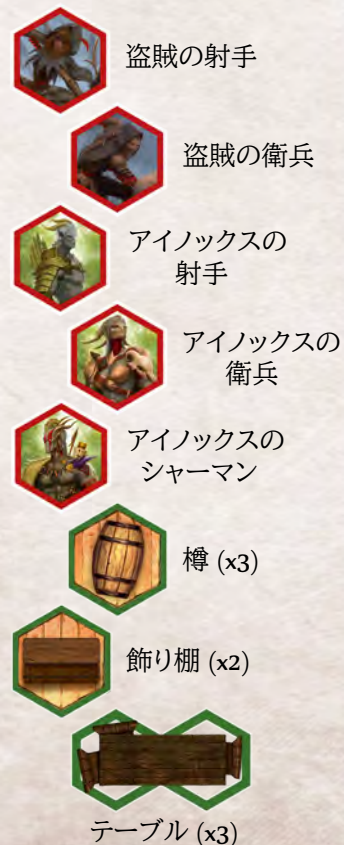 盗賊の射手
盗賊の衛兵
アイノックスの
射手
アイノックスの
衛兵
アイノックスの
シャーマン
樽 (x3)
飾り棚 (x2)
テーブル (x3)